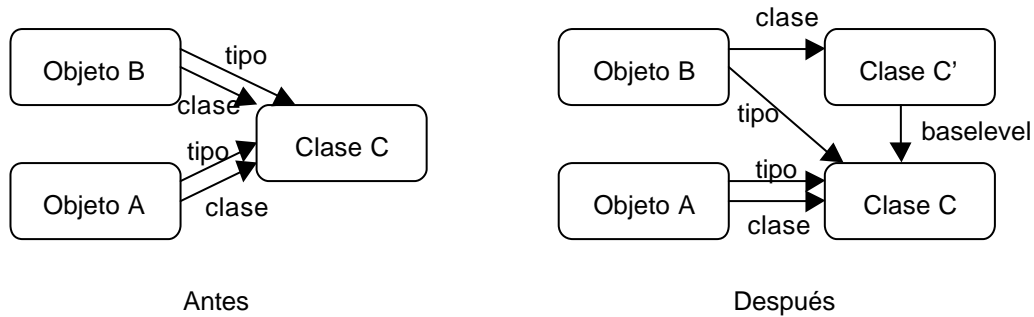 Objeto B
tipo
clase
Clase C
tipo
Objeto A
clase
Antes
clase
Objeto B
Clase C’
tipo
baselevel
Objeto A
tipo
clase
Clase C
Después